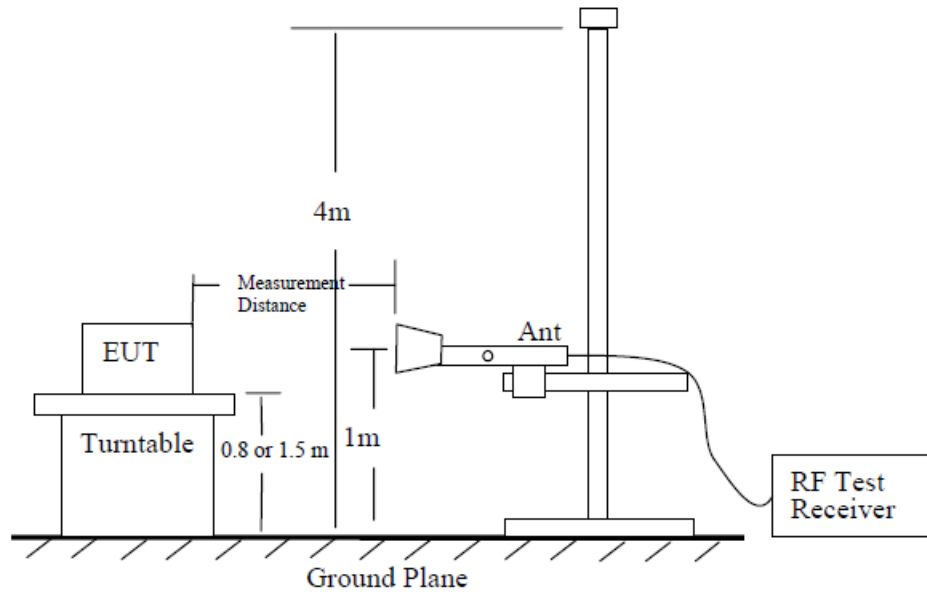 4m
Measurement
Distance
Ant
EUT
Turntable
0.8 or 1.5 m
1m
RF Test
Receiver
Ground Plane